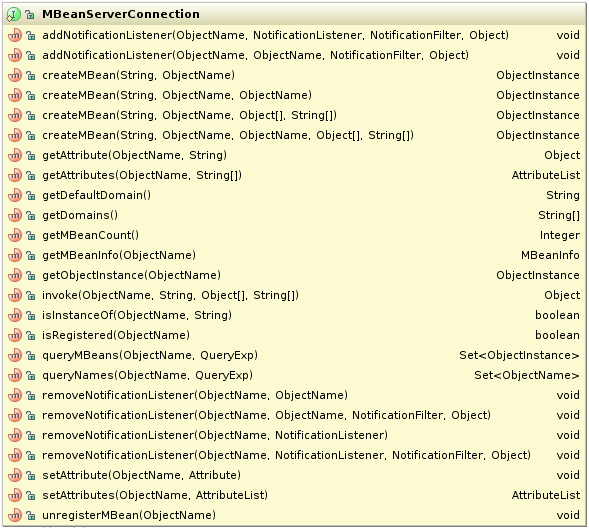 MBeanServerConnection
addNotificationListener(ObjectName, NotificationListener, NotificationFilter, Object) void
addNotificationListener(ObjectName, ObjectName, NotificationFilter, Object) void
createMBean(String, ObjectName) ObjectInstance
createMBean(String, ObjectName, ObjectName) ObjectInstance
createMBean(String, ObjectName, Object[], String[]) ObjectInstance
createMBean(String, ObjectName, ObjectName, Object[], String[]) ObjectInstance
getAttribute(ObjectName, String) Object
getAttributes(ObjectName, String[]) AttributeList
getDefaultDomain() String
getDomains() String[]
getMBeanCount() Integer
getMBeanInfo(ObjectName) MBeanInfo
getObjectInstance(ObjectName) ObjectInstance
invoke(ObjectName, String, Object[], String[]) Object
isInstanceOf(ObjectName, String) boolean
isRegistered(ObjectName) boolean
queryMBeans(ObjectName, QueryExp) Set<ObjectInstance>
queryNames(ObjectName, QueryExp) Set<ObjectName>
removeNotificationListener(ObjectName, ObjectName) void
removeNotificationListener(ObjectName, ObjectName, NotificationFilter, Object) void
removeNotificationListener(ObjectName, NotificationListener) void
removeNotificationListener(ObjectName, NotificationListener, NotificationFilter, Object) void
setAttribute(ObjectName, Attribute) void
setAttributes(ObjectName, AttributeList) AttributeList
unregisterMBean(ObjectName) void